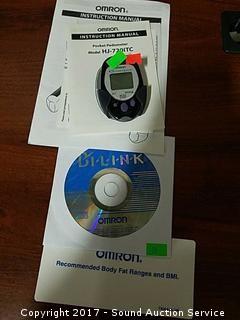 OMRON
INSTRUCTION MANUAL
OMRON
INSTRUCTION MANUAL
Pocket Pedometer
Model HJ-720ITC
BI-LINK
OMRON
OMRON
Recommended Body Fat Ranges and BMI
Copyright 2017 - Sound Auction Service